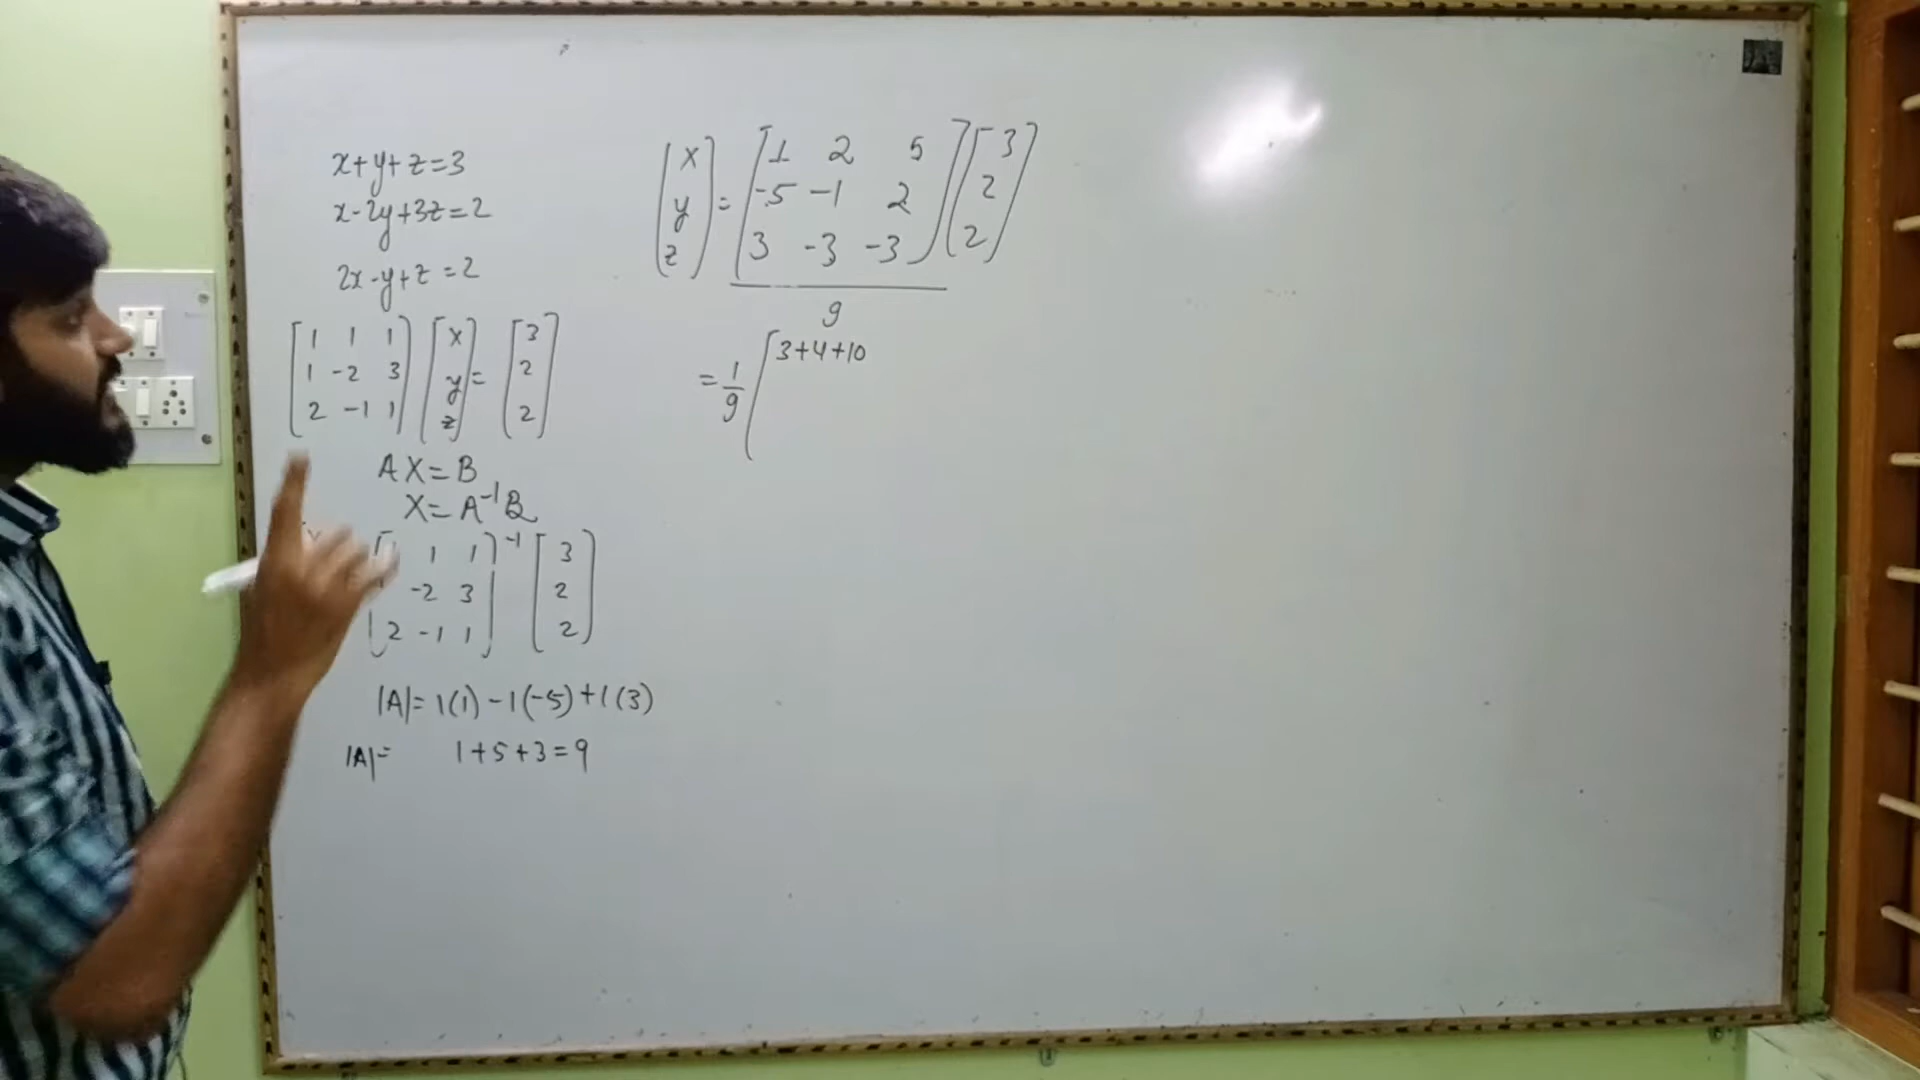 x+y+z=3
x-2y+3z=2
2x-y+z=2
[1 1 1] [x] = [3]
[1 -2 3] [y] [2]
[2 -1 1] [z] [2]
AX=B
X=A⁻¹B
1 1]⁻¹ [3]
-2 3 [2]
2 -1 1 [2]
|A|= 1(1) -1(-5) +1(3)
|A|= 1+5+3=9
[x] = [1 2 5] [3]
[y] [-5 -1 2] [2]
[z] [3 -3 -3] [2]
9
= 1/9 [3+4+10